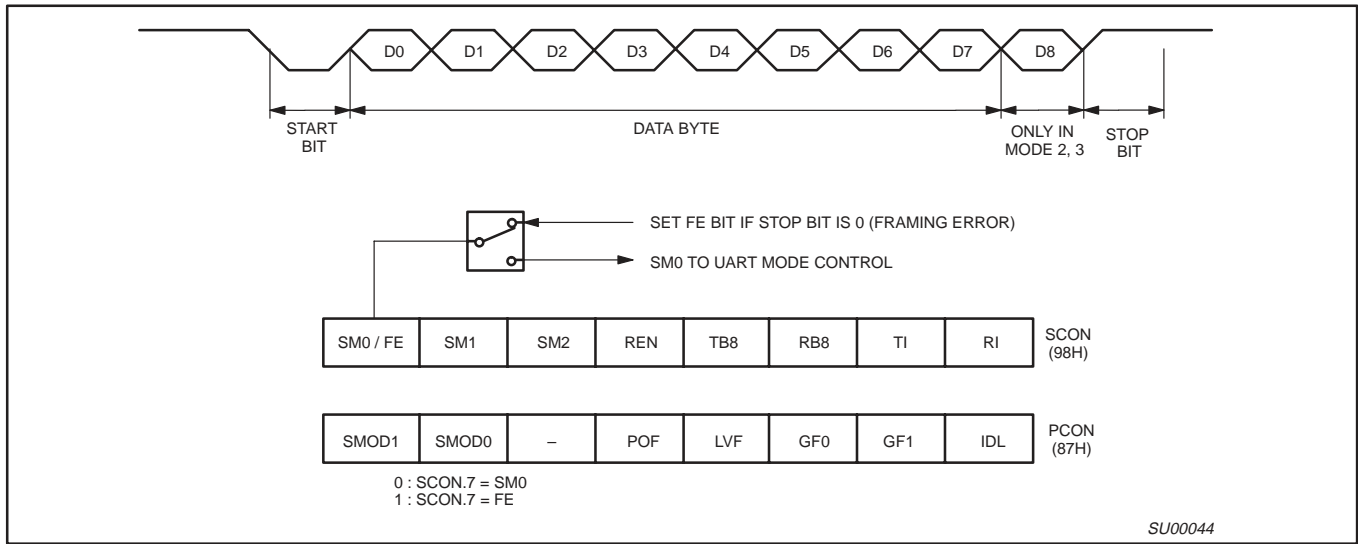 D0 D1 D2 D3 D4 D5 D6 D7 D8
START
BIT
DATA BYTE
ONLY IN
MODE 2, 3
STOP
BIT
SET FE BIT IF STOP BIT IS 0 (FRAMING ERROR)
SM0 TO UART MODE CONTROL
SM0 / FE SM1 SM2 REN TB8 RB8 TI RI
SCON
(98H)
SMOD1 SMOD0 – POF LVF GF0 GF1 IDL
PCON
(87H)
0 : SCON.7 = SM0
1 : SCON.7 = FE
SU00044